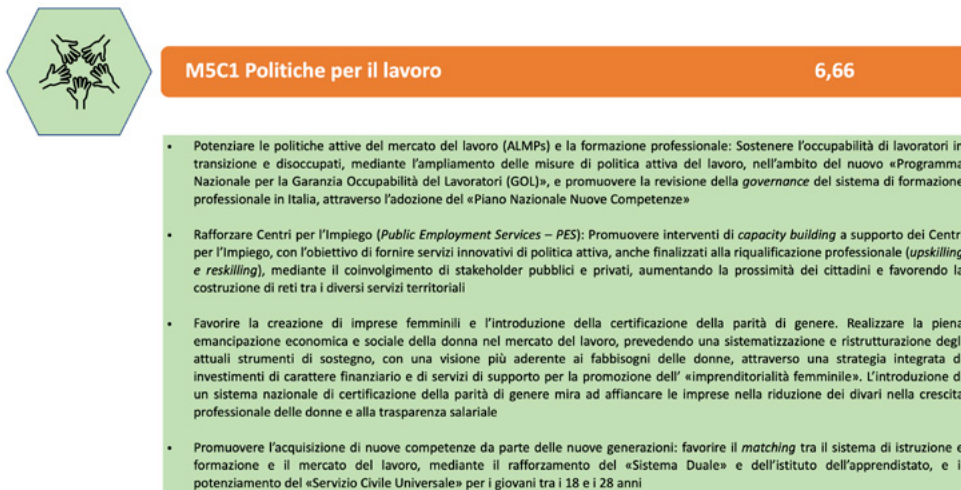 M5C1 Politiche per il lavoro 6,66
• Potenziare le politiche attive del mercato del lavoro (ALMPs) e la formazione professionale: Sostenere l'occupabilità di lavoratori in
transizione e disoccupati, mediante l'ampliamento delle misure di politica attiva del lavoro, nell'ambito del nuovo «Programma
Nazionale per la Garanzia Occupabilità del Lavoratori (GOL)», e promuovere la revisione della governance del sistema di formazione
professionale in Italia, attraverso l'adozione del «Piano Nazionale Nuove Competenze»
• Rafforzare Centri per l'Impiego (Public Employment Services – PES): Promuovere interventi di capacity building a supporto dei Centri
per l'Impiego, con l'obiettivo di fornire servizi innovativi di politica attiva, anche finalizzati alla riqualificazione professionale (upskilling
e reskilling), mediante il coinvolgimento di stakeholder pubblici e privati, aumentando la prossimità dei cittadini e favorendo la
costruzione di reti tra i diversi servizi territoriali
• Favorire la creazione di imprese femminili e l'introduzione della certificazione della parità di genere. Realizzare la piena
emancipazione economica e sociale della donna nel mercato del lavoro, prevedendo una sistematizzazione e ristrutturazione degl
attuali strumenti di sostegno, con una visione più aderente ai fabbisogni delle donne, attraverso una strategia integrata d
investimenti di carattere finanziario e di servizi di supporto per la promozione dell' «imprenditorialità femminile». L'introduzione d
un sistema nazionale di certificazione della parità di genere mira ad affiancare le imprese nella riduzione dei divari nella crescita
professionale delle donne e alla trasparenza salariale
• Promuovere l'acquisizione di nuove competenze da parte delle nuove generazioni: favorire il matching tra il sistema di istruzione e
formazione e il mercato del lavoro, mediante il rafforzamento del «Sistema Duale» e dell'istituto dell'apprendistato, e i
potenziamento del «Servizio Civile Universale» per i giovani tra i 18 e i 28 anni